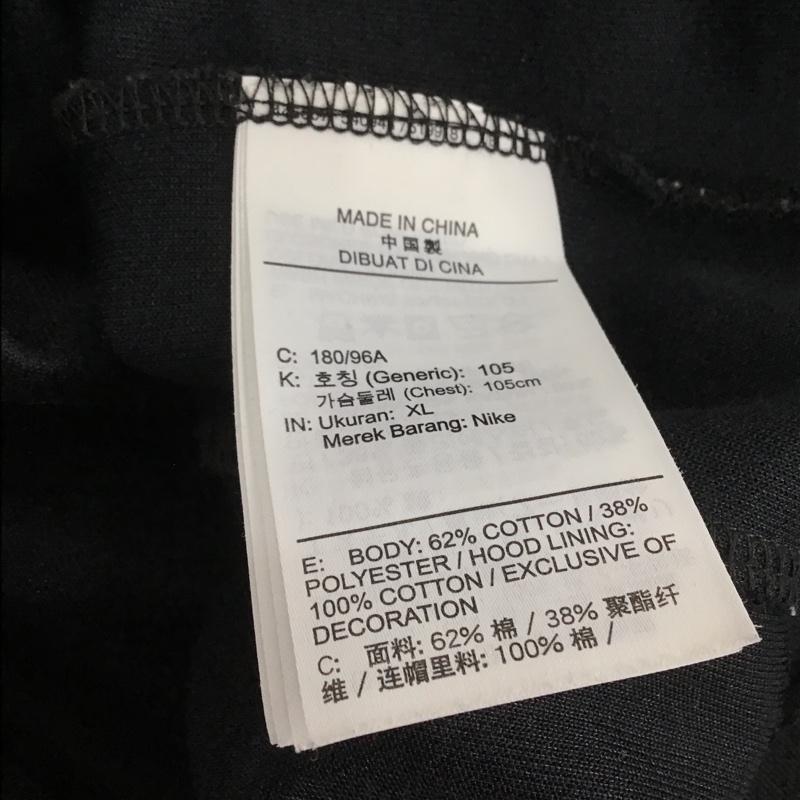 MADE IN CHINA
中国製
DIBUAT DI CINA
C: 180/96A
K: 호칭 (Generic): 105
가슴둘레 (Chest): 105cm
IN: Ukuran: XL
Merek Barang: Nike
E: BODY: 62% COTTON / 38%
POLYESTER / HOOD LINING:
100% COTTON / EXCLUSIVE OF
DECORATION
C: 面料: 62% 棉 / 38% 聚酯纤
维 / 连帽里料: 100% 棉 /